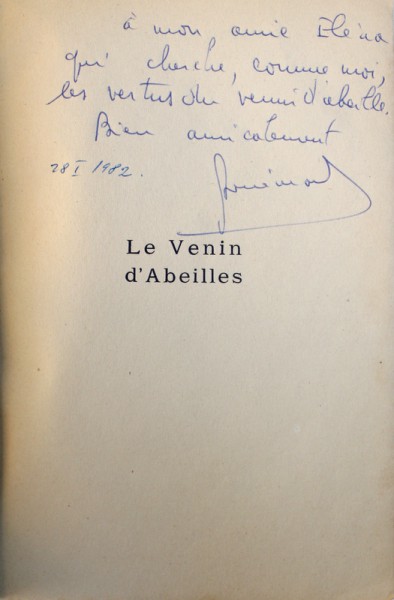 à mon amie Eléna
qui cherche, comme moi,
les vertus du venin d'abeille.
Bien amicalement
28 I 1982.
Le Venin
d'Abeilles